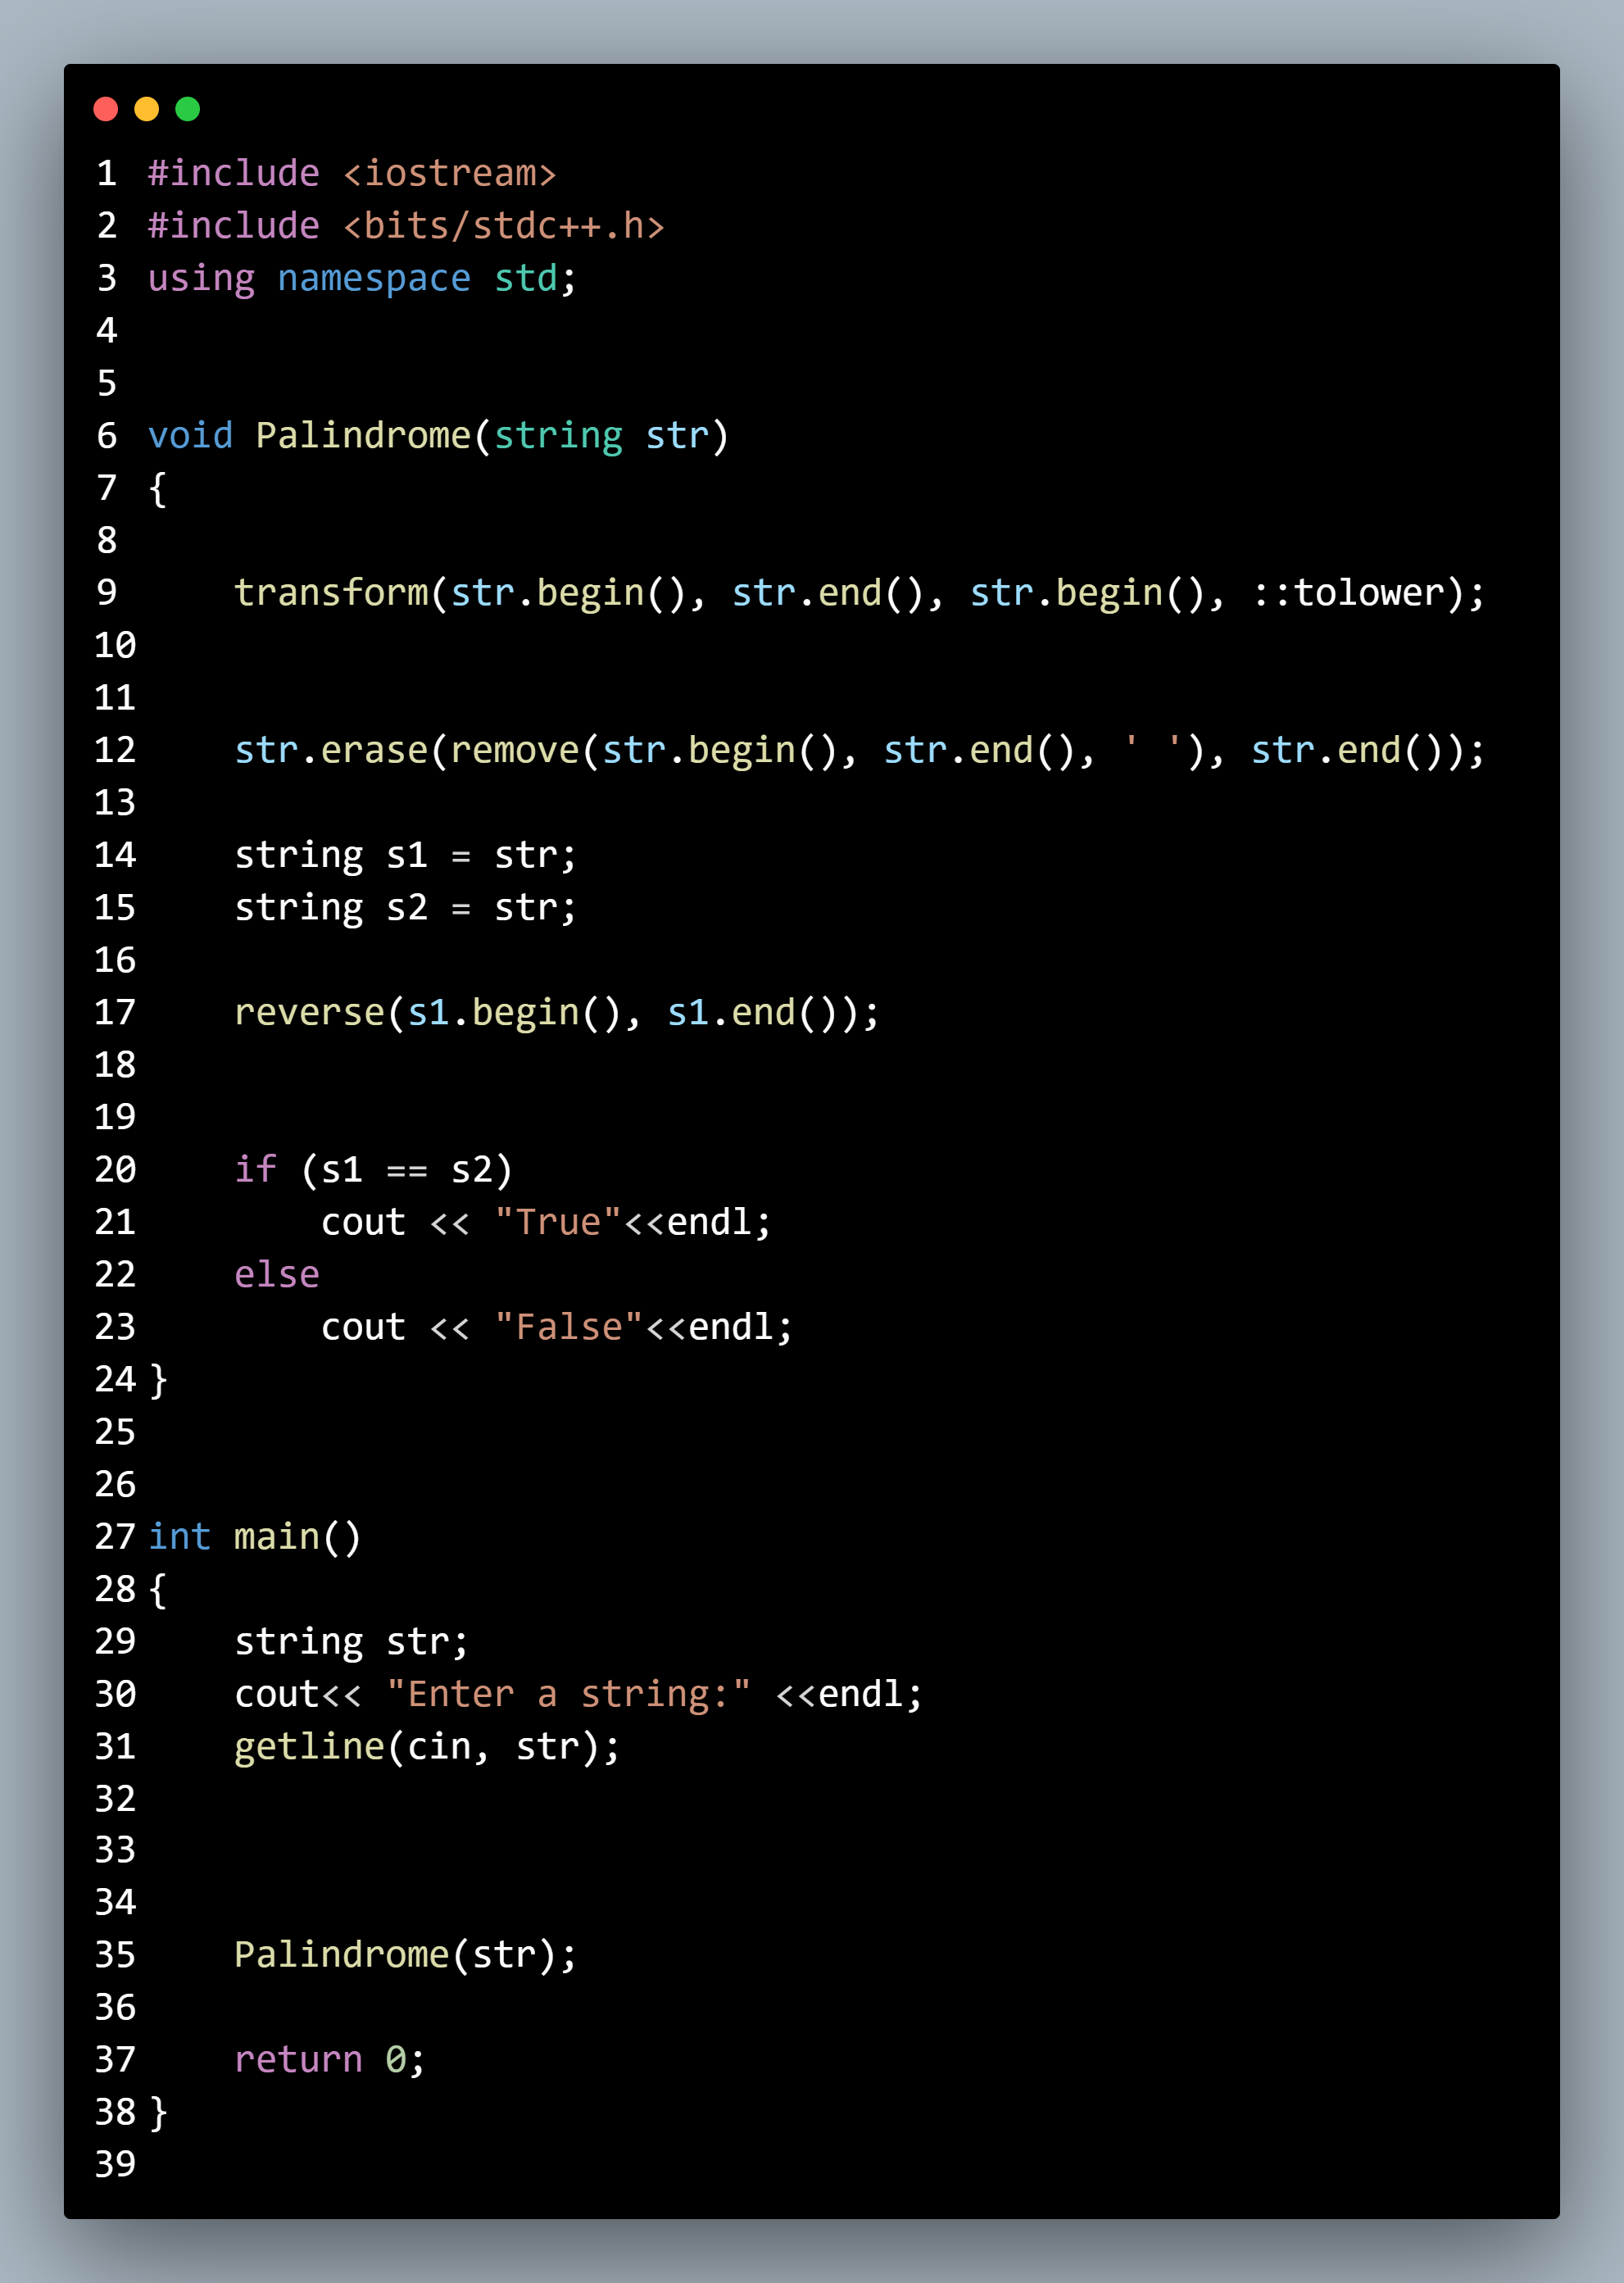 1 #include <iostream>
2 #include <bits/stdc++.h>
3 using namespace std;
4
5
6 void Palindrome(string str)
7 {
8
9     transform(str.begin(), str.end(), str.begin(), ::tolower);
10
11
12     str.erase(remove(str.begin(), str.end(), ' '), str.end());
13
14     string s1 = str;
15     string s2 = str;
16
17     reverse(s1.begin(), s1.end());
18
19
20     if (s1 == s2)
21         cout << "True"<<endl;
22     else
23         cout << "False"<<endl;
24 }
25
26
27 int main()
28 {
29     string str;
30     cout<< "Enter a string:" <<endl;
31     getline(cin, str);
32
33
34
35     Palindrome(str);
36
37     return 0;
38 }
39